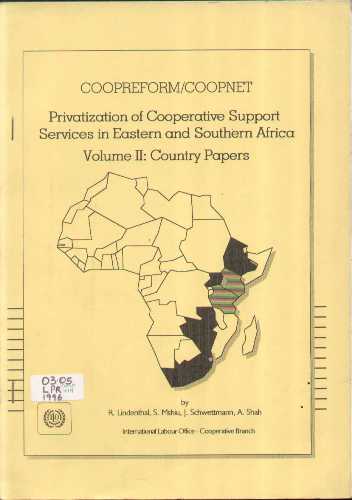 COOPREFORM/COOPNET
Privatization of Cooperative Support
Services in Eastern and Southern Africa
Volume II: Country Papers
03.05
LPR
1996
by
R. Lindenthal, S. Mshiu, J. Schwettmann, A. Shah
International Labour Office - Cooperative Branch